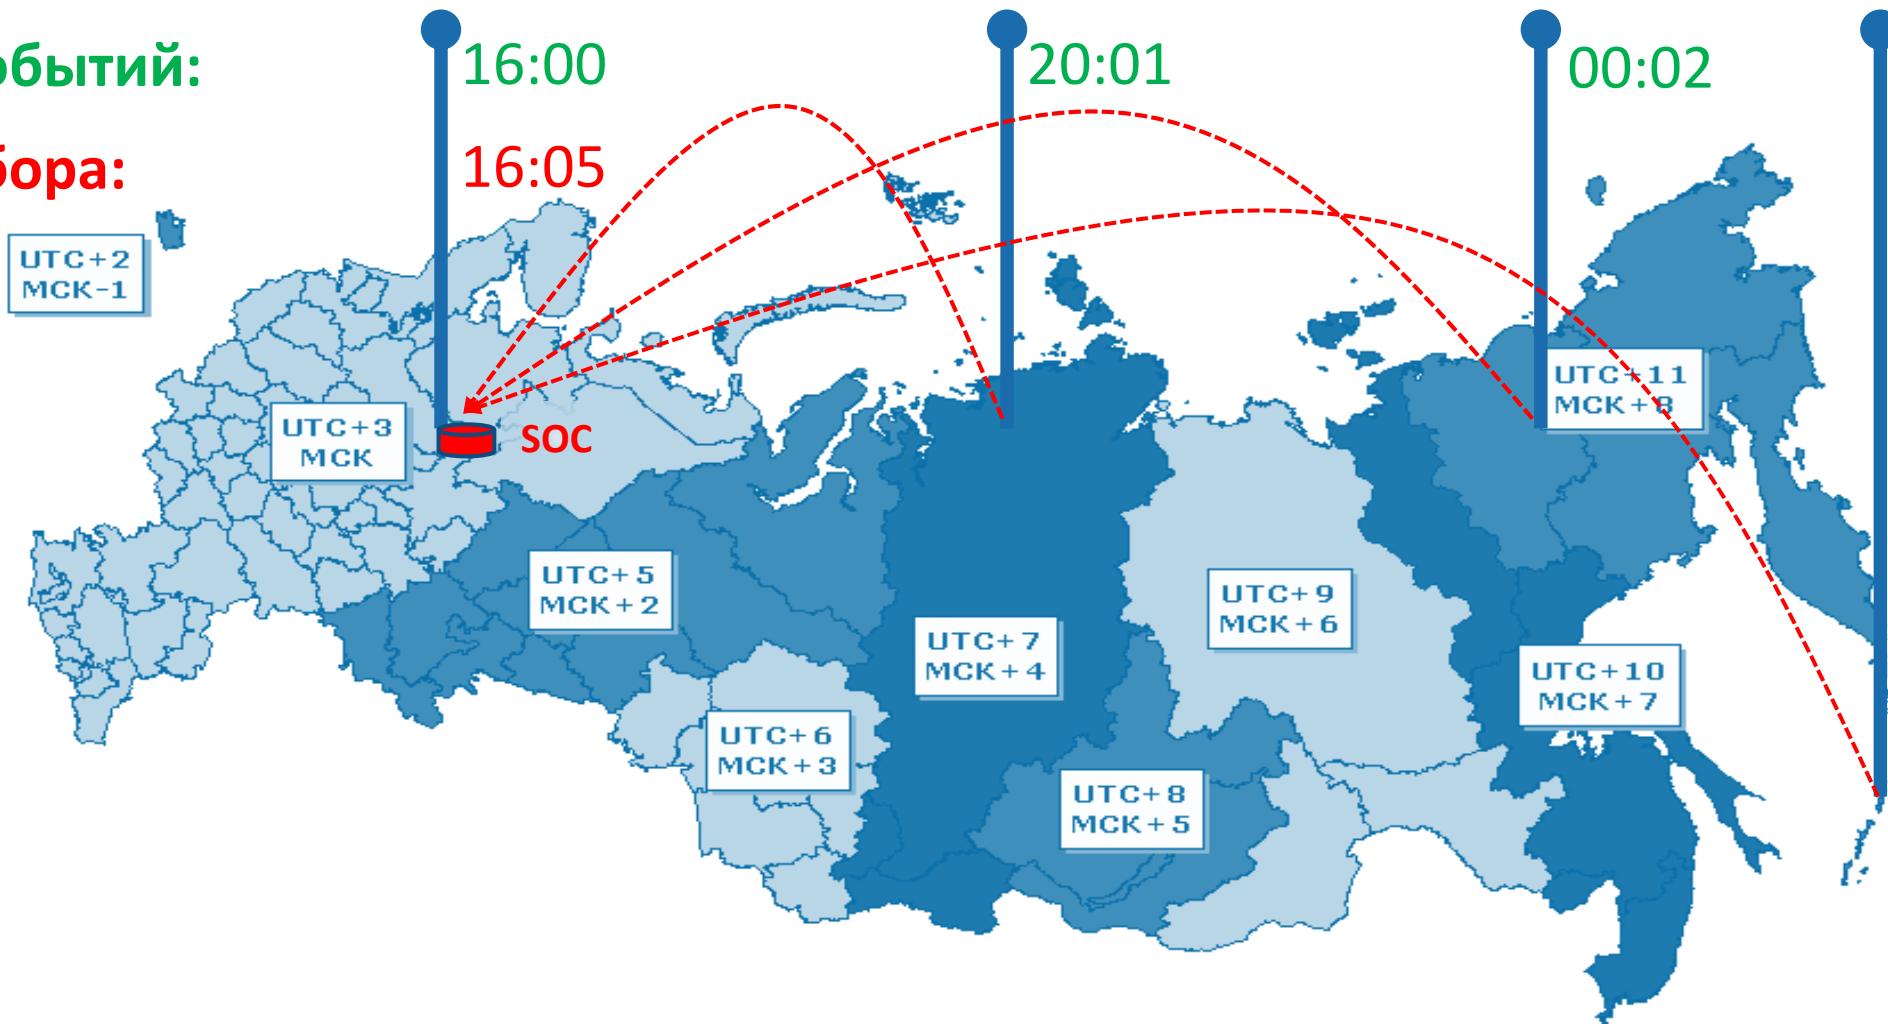 обытий:
16:00
20:01
00:02
бора:
16:05
UTC+2
МСК-1
UTC+11
МСК+8
UTC+3
МСК
SOC
UTC+5
МСК+2
UTC+9
МСК+6
UTC+7
МСК+4
UTC+10
МСК+7
UTC+6
МСК+3
UTC+8
МСК+5